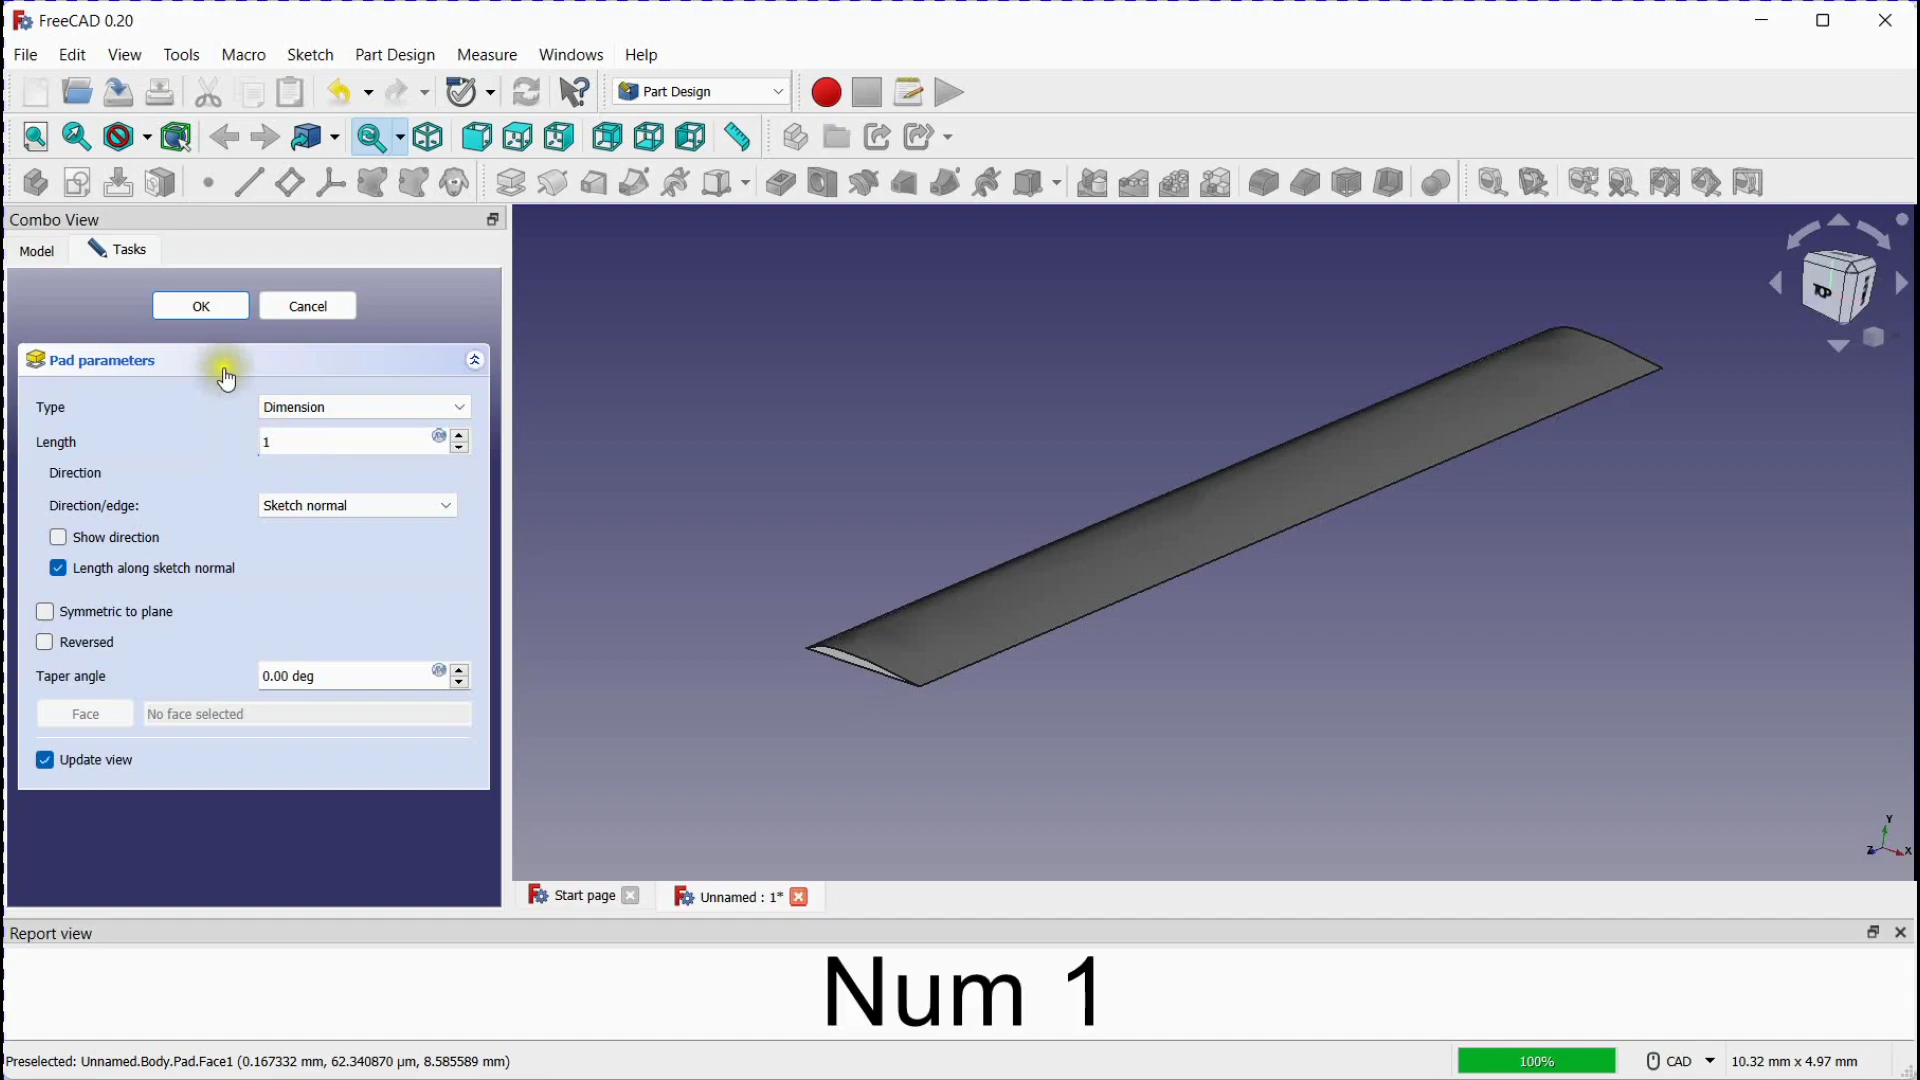 FreeCAD 0.20
File Edit View Tools Macro Sketch Part Design Measure Windows Help
Part Design
Combo View
Model Tasks
OK Cancel
Pad parameters
Type Dimension
Length 1
Direction
Direction/edge: Sketch normal
Show direction
Length along sketch normal
Symmetric to plane
Reversed
Taper angle 0.00 deg
Face No face selected
Update view
TOP
Y
Z X
Start page Unnamed : 1*
Report view
Num 1
Preselected: Unnamed.Body.Pad.Face1 (0.167332 mm, 62.340870 µm, 8.585589 mm) 100% CAD 10.32 mm x 4.97 mm